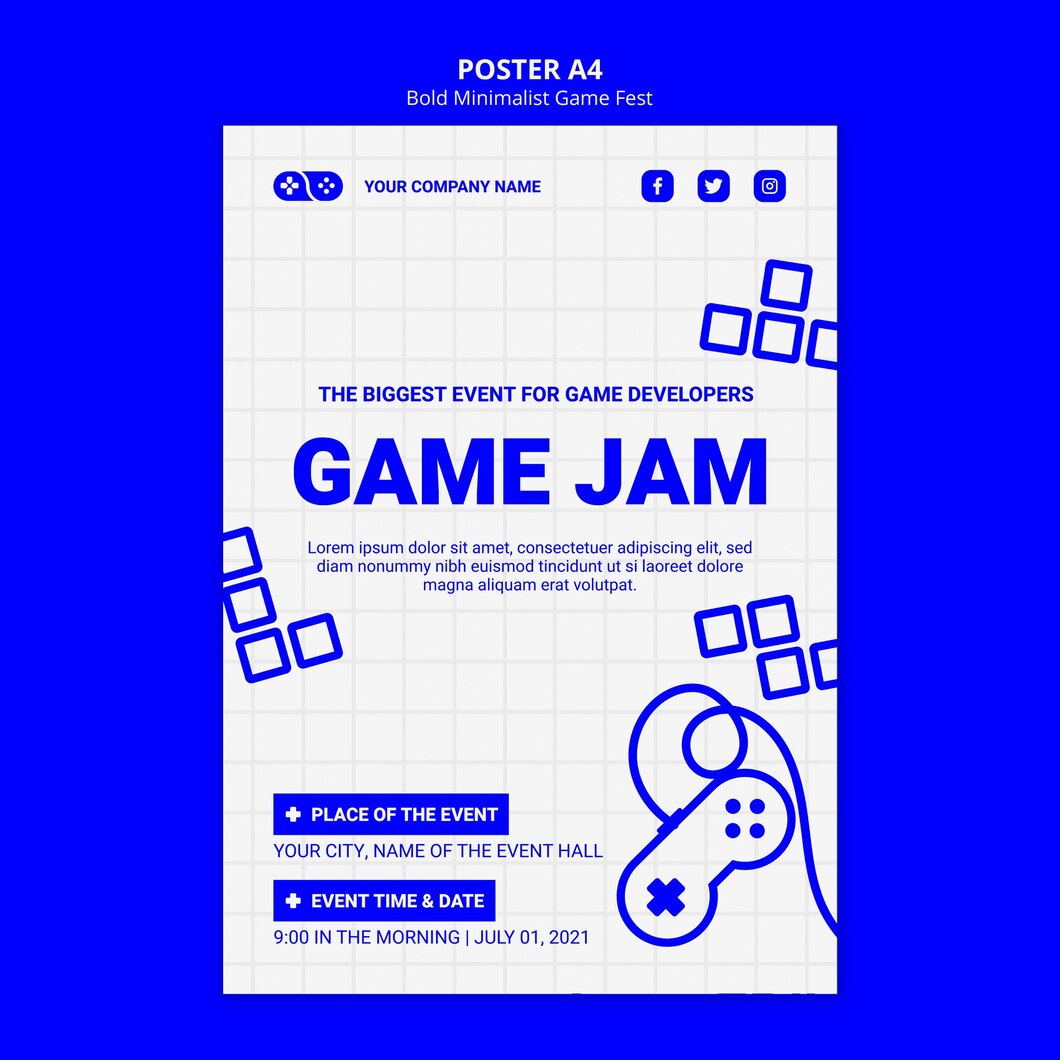 POSTER A4
Bold Minimalist Game Fest
YOUR COMPANY NAME
THE BIGGEST EVENT FOR GAME DEVELOPERS
GAME JAM
Lorem ipsum dolor sit amet, consectetuer adipiscing elit, sed
diam nonummy nibh euismod tincidunt ut si laoreet dolore
magna aliquam erat volutpat.
PLACE OF THE EVENT
YOUR CITY, NAME OF THE EVENT HALL
EVENT TIME & DATE
9:00 IN THE MORNING | JULY 01, 2021